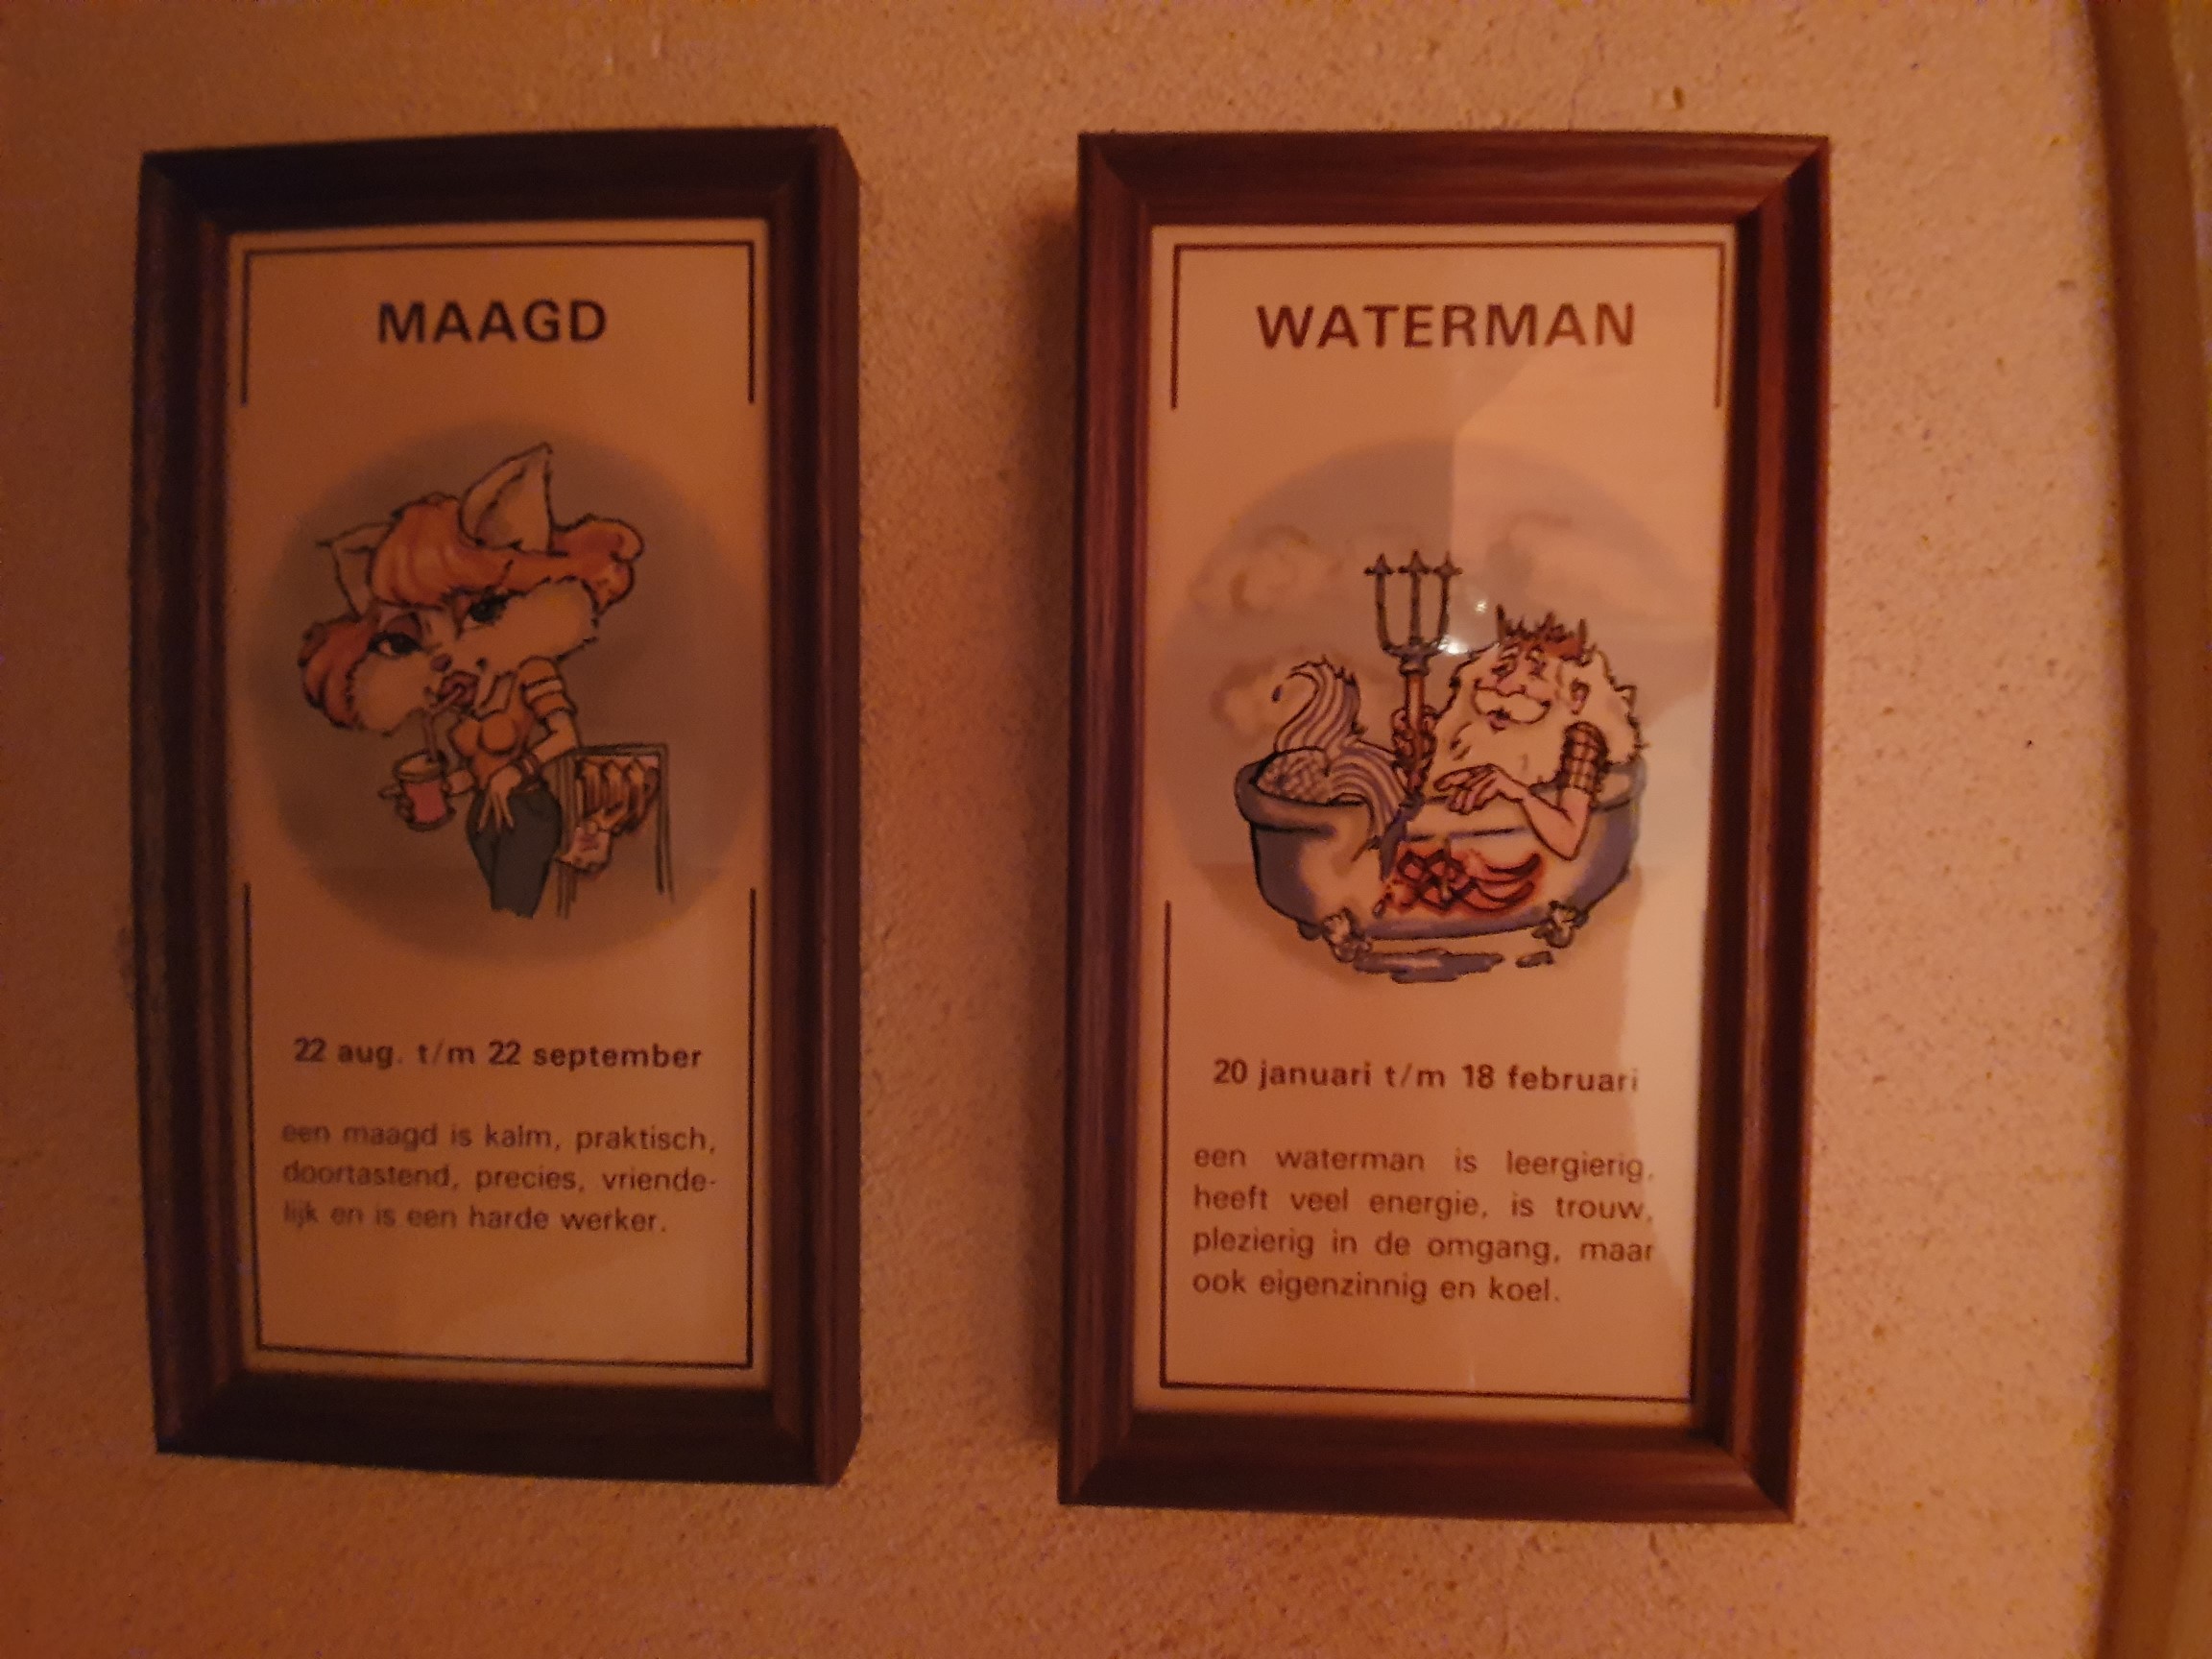 MAAGD
22 aug. t/m 22 september
een maagd is kalm, praktisch,
doortastend, precies, vriende-
lijk en is een harde werker.
WATERMAN
20 januari t/m 18 februari
een waterman is leergierig,
heeft veel energie, is trouw,
plezierig in de omgang, maar
ook eigenzinnig en koel.